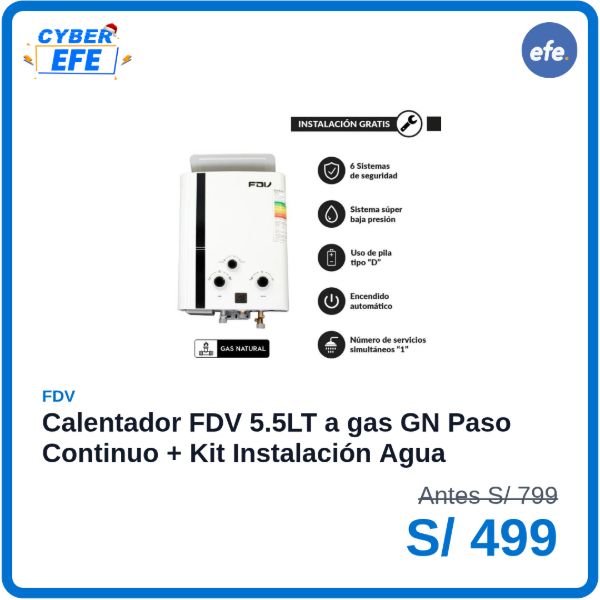 CYBER
EFE
efe.
INSTALACIÓN GRATIS
6 Sistemas
de seguridad
FDV
Sistema súper
baja presión
Uso de pila
tipo "D"
Encendido
automático
Número de servicios
simultáneos "1"
GAS NATURAL
FDV
Calentador FDV 5.5LT a gas GN Paso
Continuo + Kit Instalación Agua
Antes S/ 799
S/ 499